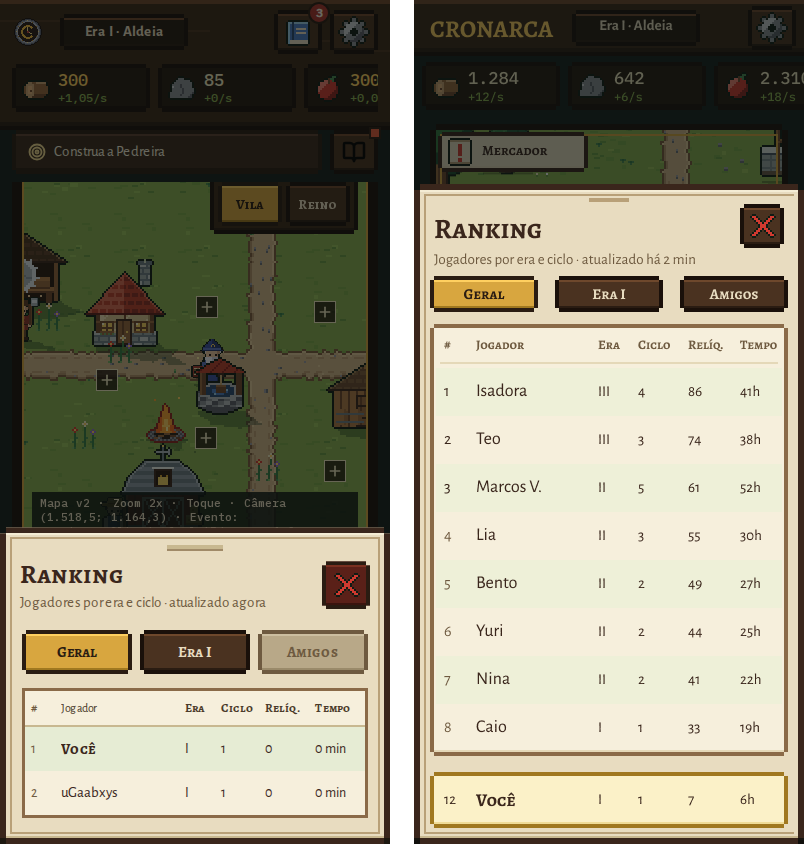 Era I · Aldeia
3
300
+1,05/s
85
+0/s
300
+0,0
Construa a Pedreira
Vila
Reino
Mapa v2 · Zoom 2x · Toque · Câmera
(1.518,5; 1.164,3) · Evento:
Ranking
Jogadores por era e ciclo · atualizado agora
Geral
Era I
Amigos
# Jogador Era Ciclo Relíq. Tempo
1 Você I 1 0 0 min
2 uGaabxys I 1 0 0 min
CRONARCA
Era I · Aldeia
1.284
+12/s
642
+6/s
2.310
+18/s
Mercador
Ranking
Jogadores por era e ciclo · atualizado há 2 min
Geral
Era I
Amigos
# Jogador Era Ciclo Relíq. Tempo
1 Isadora III 4 86 41h
2 Teo III 3 74 38h
3 Marcos V. II 5 61 52h
4 Lia II 3 55 30h
5 Bento II 2 49 27h
6 Yuri II 2 44 25h
7 Nina II 2 41 22h
8 Caio I 1 33 19h
12 Você I 1 7 6h